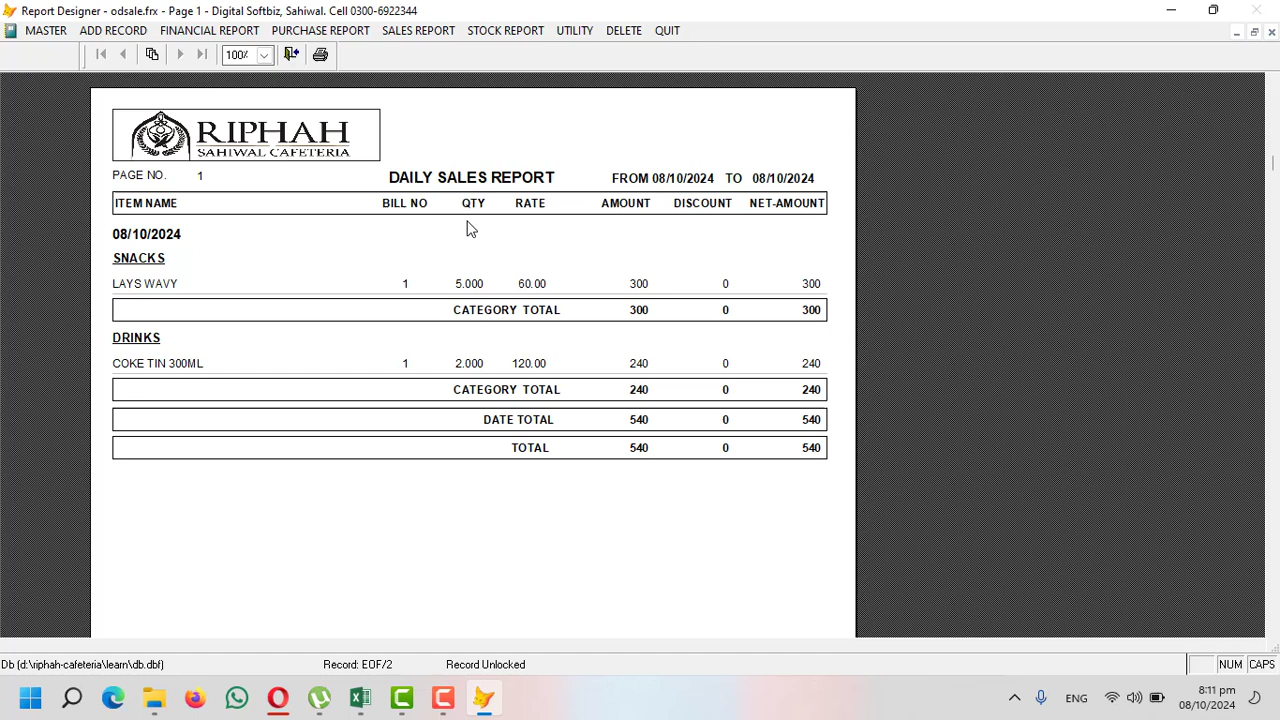 Report Designer - odsale.frx - Page 1 - Digital Softbiz, Sahiwal. Cell 0300-6922344
MASTER ADD RECORD FINANCIAL REPORT PURCHASE REPORT SALES REPORT STOCK REPORT UTILITY DELETE QUIT
100%
RIPHAH
SAHIWAL CAFETERIA
PAGE NO. 1 DAILY SALES REPORT FROM 08/10/2024 TO 08/10/2024
ITEM NAME BILL NO QTY RATE AMOUNT DISCOUNT NET-AMOUNT
08/10/2024
SNACKS
LAYS WAVY 1 5.000 60.00 300 0 300
CATEGORY TOTAL 300 0 300
DRINKS
COKE TIN 300ML 1 2.000 120.00 240 0 240
CATEGORY TOTAL 240 0 240
DATE TOTAL 540 0 540
TOTAL 540 0 540
Db (d:\riphah-cafeteria\learn\db.dbf) Record: EOF/2 Record Unlocked NUM CAPS
ENG 8:11 pm
08/10/2024